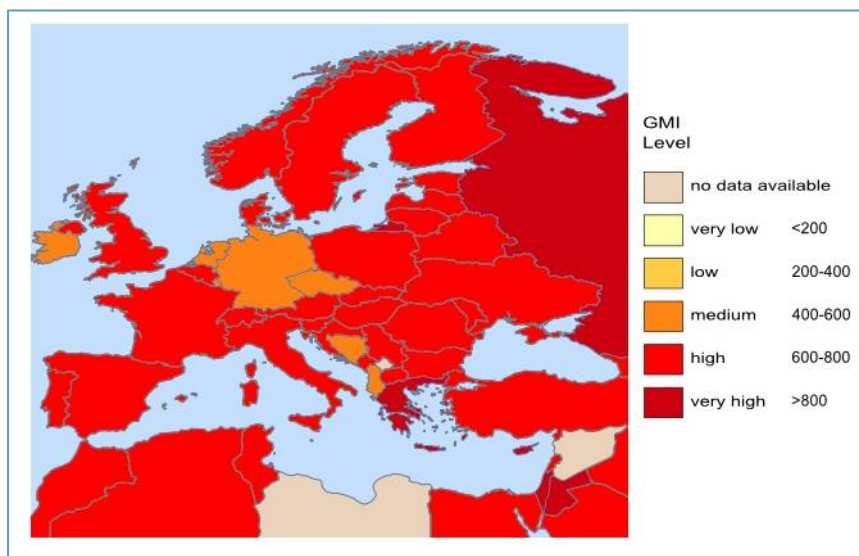 GMI
Level
no data available
very low <200
low 200-400
medium 400-600
high 600-800
very high >800